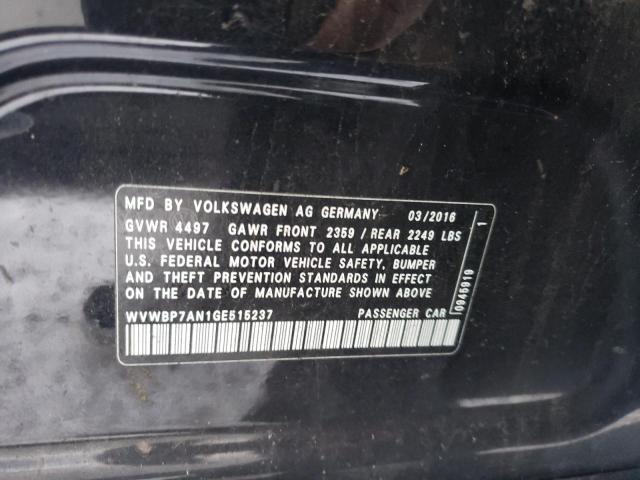 MFD BY VOLKSWAGEN AG GERMANY 03/2016
GVWR 4497 GAWR FRONT 2359 / REAR 2249 LBS
THIS VEHICLE CONFORMS TO ALL APPLICABLE
U.S. FEDERAL MOTOR VEHICLE SAFETY, BUMPER
AND THEFT PREVENTION STANDARDS IN EFFECT
ON THE DATE OF MANUFACTURE SHOWN ABOVE
WVWBP7AN1GE515237 PASSENGER CAR
0945919 1